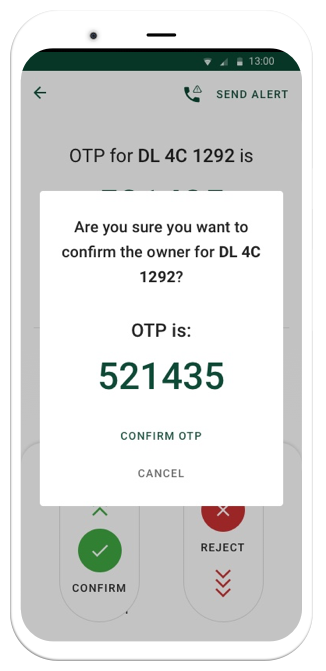 13:00
SEND ALERT
OTP for DL 4C 1292 is
Are you sure you want to
confirm the owner for DL 4C
1292?
OTP is:
521435
CONFIRM OTP
CANCEL
REJECT
CONFIRM